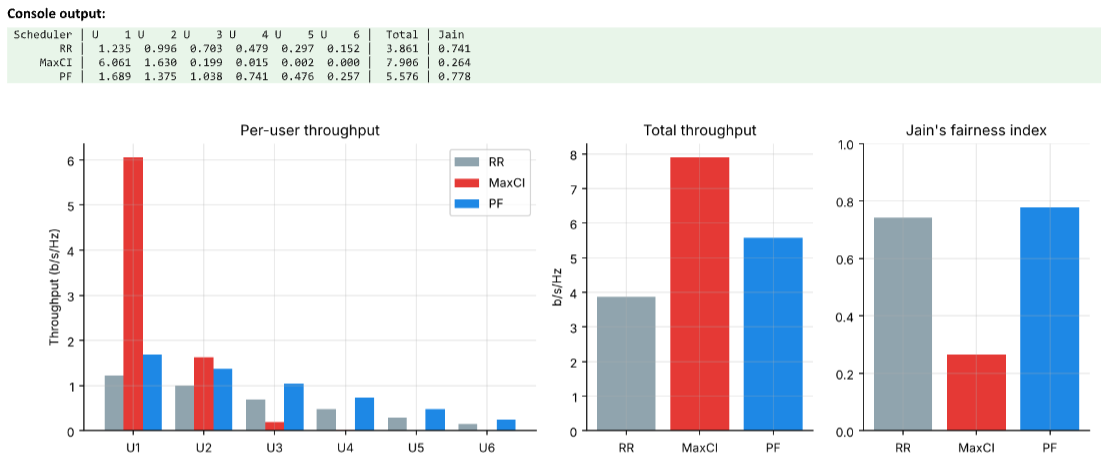 Console output:
Scheduler | U    1 U    2 U    3 U    4 U    5 U    6 |  Total | Jain
RR |  1.235  0.996  0.703  0.479  0.297  0.152 |  3.861 | 0.741
MaxCI |  6.061  1.630  0.199  0.015  0.002  0.000 |  7.906 | 0.264
PF |  1.689  1.375  1.038  0.741  0.476  0.257 |  5.576 | 0.778
Per-user throughput
Throughput (b/s/Hz)
6
5
4
3
2
1
0
U1 U2 U3 U4 U5 U6
RR
MaxCI
PF
Total throughput
b/s/Hz
8
7
6
5
4
3
2
1
0
RR MaxCI PF
Jain's fairness index
1.0
0.8
0.6
0.4
0.2
0.0
RR MaxCI PF